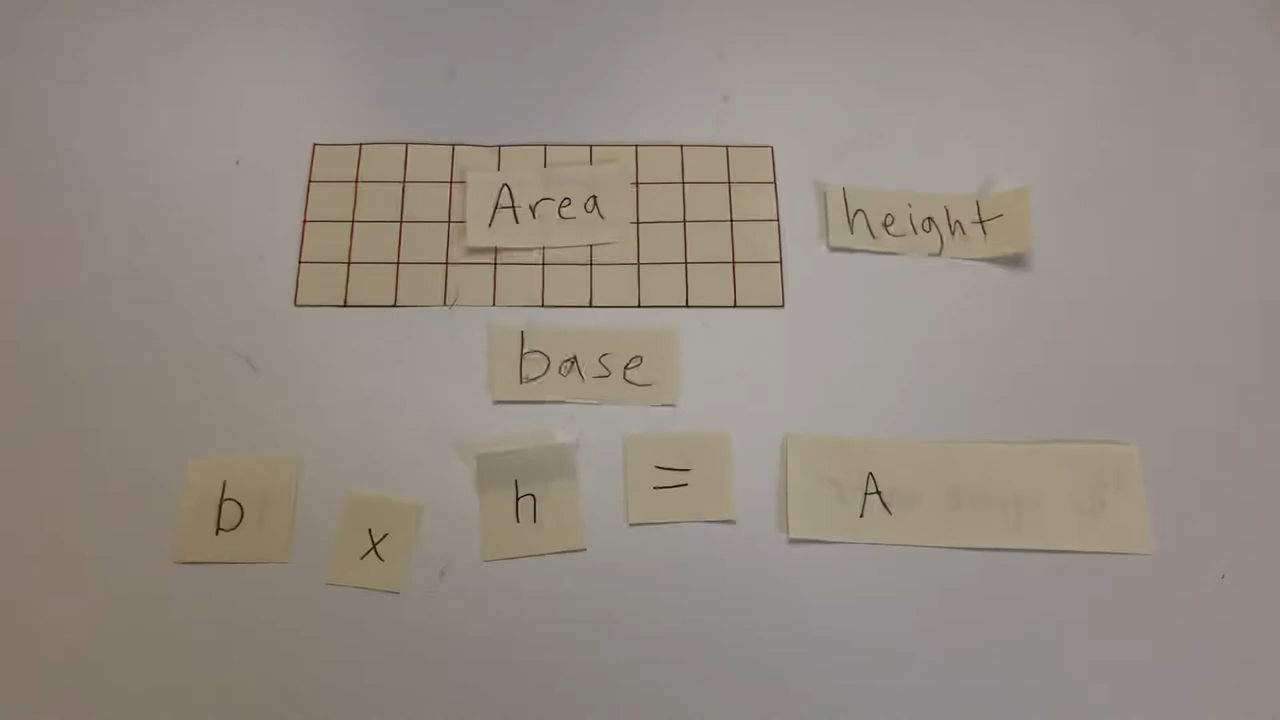 Area
height
base
b x h = A